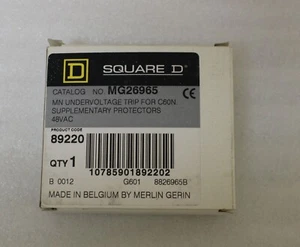 D SQUARE D
CATALOG NO. MG26965
CE
MN UNDERVOLTAGE TRIP FOR C60N
SUPPLEMENTARY PROTECTORS
48VAC
PRODUCT CODE
89220
QTY 1
10785901892202
B 0012 G601 8826965B
MADE IN BELGIUM BY MERLIN GERIN